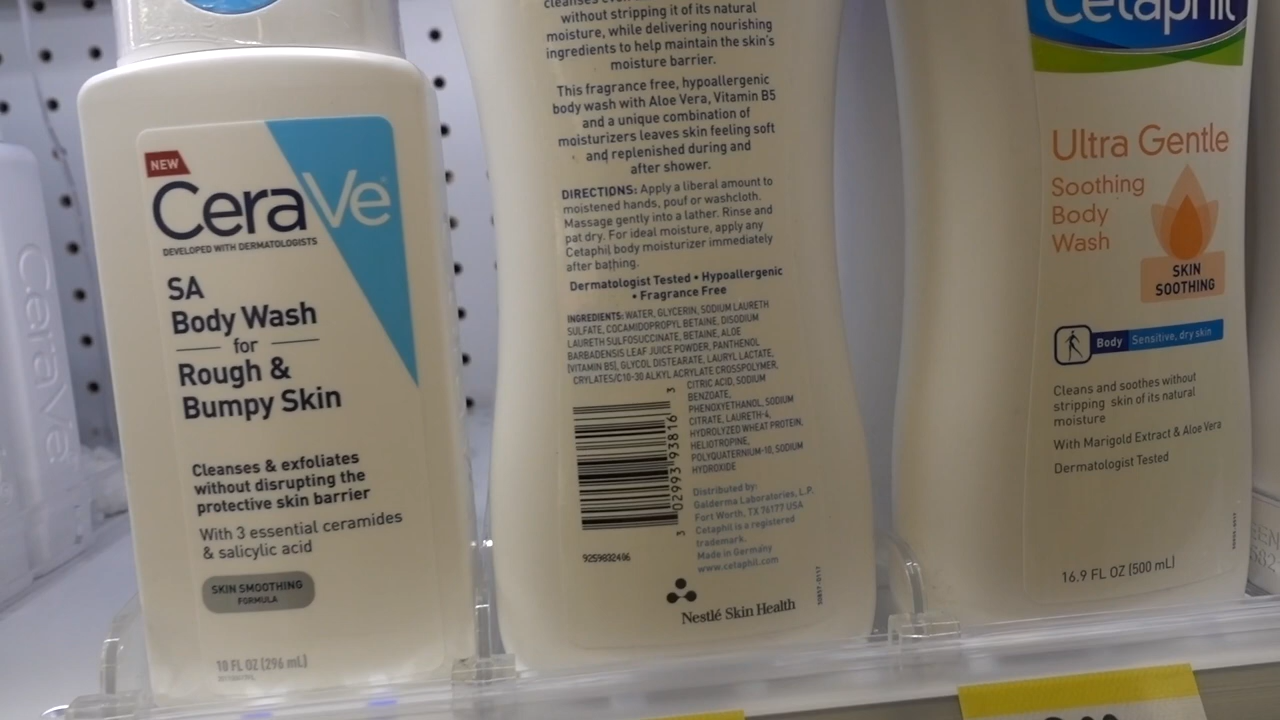 NEW
CeraVe
DEVELOPED WITH DERMATOLOGISTS
SA
Body Wash
for
Rough &
Bumpy Skin
Cleanses & exfoliates
without disrupting the
protective skin barrier
With 3 essential ceramides
& salicylic acid
SKIN SMOOTHING
FORMULA
10 FL OZ (296 mL)
CeraVe
cleanses
without stripping it of its natural
moisture, while delivering nourishing
ingredients to help maintain the skin's
moisture barrier.
This fragrance free, hypoallergenic
body wash with Aloe Vera, Vitamin B5
and a unique combination of
moisturizers leaves skin feeling soft
and replenished during and
after shower.
DIRECTIONS: Apply a liberal amount to
moistened hands, pouf or washcloth.
Massage gently into a lather. Rinse and
pat dry. For ideal moisture, apply any
Cetaphil body moisturizer immediately
after bathing.
Dermatologist Tested • Hypoallergenic
• Fragrance Free
INGREDIENTS: WATER, GLYCERIN, SODIUM LAURETH
SULFATE, COCAMIDOPROPYL BETAINE, DISODIUM
LAURETH SULFOSUCCINATE, BETAINE, ALOE
BARBADENSIS LEAF JUICE POWDER, PANTHENOL
(VITAMIN B5), GLYCOL DISTEARATE, LAURYL LACTATE,
CRYLATES/C10-30 ALKYL ACRYLATE CROSSPOLYMER,
CITRIC ACID, SODIUM
BENZOATE,
PHENOXYETHANOL, SODIUM
CITRATE, LAURETH-4,
HYDROLYZED WHEAT PROTEIN,
HELIOTROPINE,
POLYQUATERNIUM-10, SODIUM
HYDROXIDE
3 02993 93816 3
9259832406
Distributed by:
Galderma Laboratories, L.P.
Fort Worth, TX 76177 USA
Cetaphil is a registered
trademark.
Made in Germany
www.cetaphil.com
Nestlé Skin Health
Cetaphil
Ultra Gentle
Soothing
Body
Wash
SKIN
SOOTHING
Body Sensitive, dry skin
Cleans and soothes without
stripping skin of its natural
moisture
With Marigold Extract & Aloe Vera
Dermatologist Tested
16.9 FL OZ (500 mL)